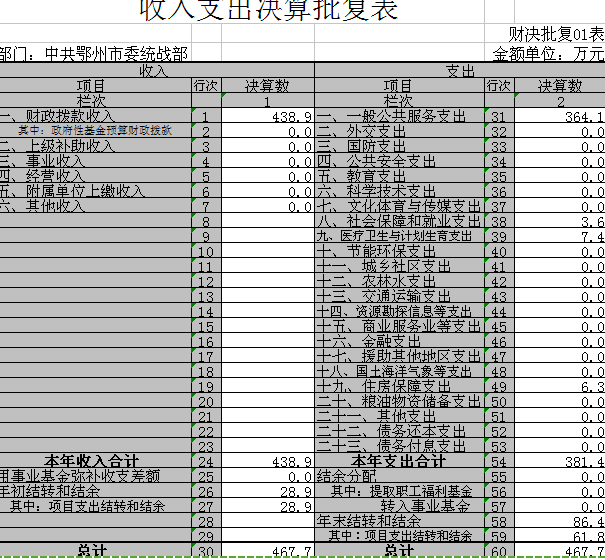 收入支出决算批复表
财决批复01表
部门：中共鄂州市委统战部 金额单位：万元
收入 支出
项目 行次 决算数 项目 行次 决算数
栏次 1 栏次 2
一、财政拨款收入 1 438.9 一、一般公共服务支出 31 364.1
其中：政府性基金预算财政拨款 2 0.0 二、外交支出 32 0.0
二、上级补助收入 3 0.0 三、国防支出 33 0.0
三、事业收入 4 0.0 四、公共安全支出 34 0.0
四、经营收入 5 0.0 五、教育支出 35 0.0
五、附属单位上缴收入 6 0.0 六、科学技术支出 36 0.0
六、其他收入 7 0.0 七、文化体育与传媒支出 37 0.0
8 八、社会保障和就业支出 38 3.6
9 九、医疗卫生与计划生育支出 39 7.4
10 十、节能环保支出 40 0.0
11 十一、城乡社区支出 41 0.0
12 十二、农林水支出 42 0.0
13 十三、交通运输支出 43 0.0
14 十四、资源勘探信息等支出 44 0.0
15 十五、商业服务业等支出 45 0.0
16 十六、金融支出 46 0.0
17 十七、援助其他地区支出 47 0.0
18 十八、国土海洋气象等支出 48 0.0
19 十九、住房保障支出 49 6.3
20 二十、粮油物资储备支出 50 0.0
21 二十一、其他支出 51 0.0
22 二十二、债务还本支出 52 0.0
23 二十三、债务付息支出 53 0.0
本年收入合计 24 438.9 本年支出合计 54 381.4
用事业基金弥补收支差额 25 0.0 结余分配 55 0.0
年初结转和结余 26 28.9 其中：提取职工福利基金 56 0.0
其中：项目支出结转和结余 27 28.9 转入事业基金 57 0.0
28 年末结转和结余 58 86.4
29 其中：项目支出结转和结余 59 61.8
总计 30 467.7 总计 60 467.7